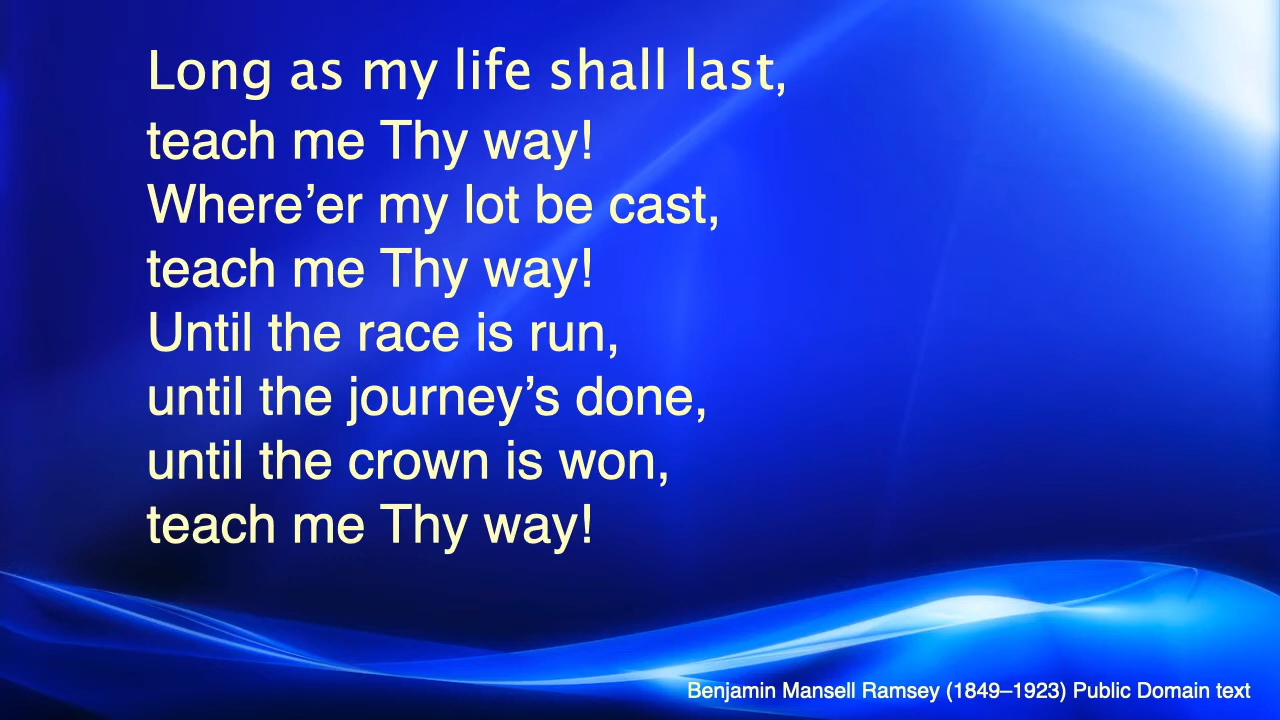 Long as my life shall last,
teach me Thy way!
Where’er my lot be cast,
teach me Thy way!
Until the race is run,
until the journey’s done,
until the crown is won,
teach me Thy way!
Benjamin Mansell Ramsey (1849–1923) Public Domain text